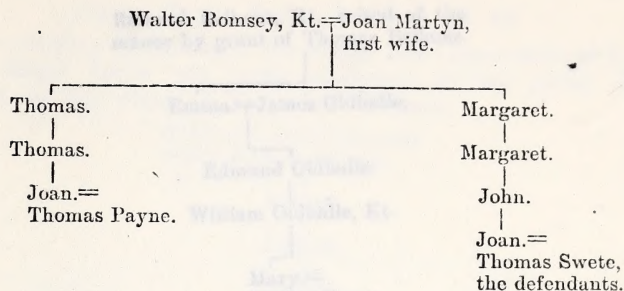 Walter Romsey, Kt.=Joan Martyn,
first wife.
Thomas.
Margaret.
Thomas.
Margaret.
Joan.=
Thomas Payne.
John.
Joan.=
Thomas Swete,
the defendants.